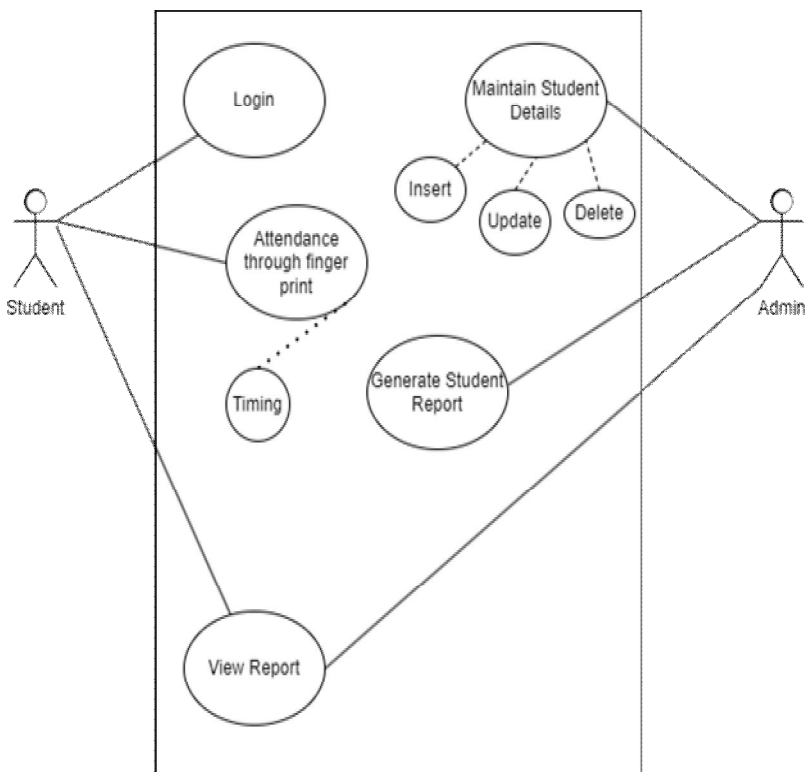 Login
Maintain Student
Details
Insert
Update
Delete
Attendance
through finger
print
Student
Admin
Timing
Generate Student
Report
View Report